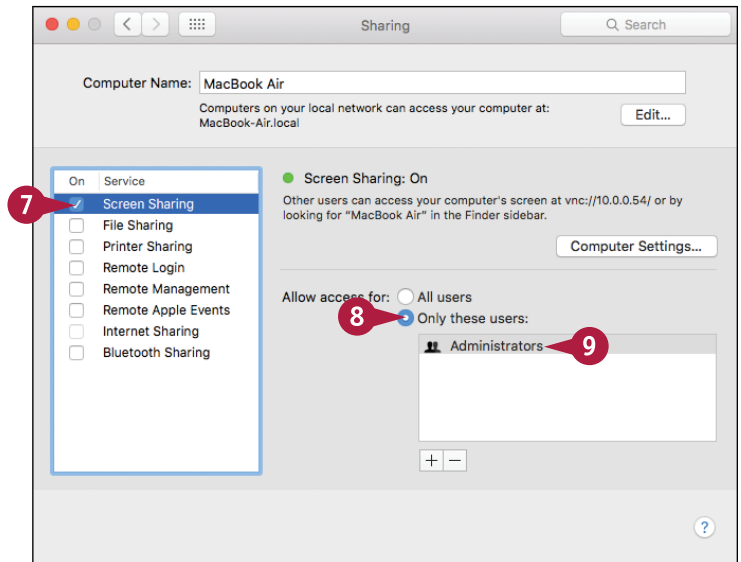 Sharing
Search
Computer Name: MacBook Air
Computers on your local network can access your computer at:
MacBook-Air.local
Edit...
On Service
7 Screen Sharing
File Sharing
Printer Sharing
Remote Login
Remote Management
Remote Apple Events
Internet Sharing
Bluetooth Sharing
Screen Sharing: On
Other users can access your computer's screen at vnc://10.0.0.54/ or by
looking for “MacBook Air” in the Finder sidebar.
Computer Settings...
Allow access for: All users
8 Only these users:
Administrators 9
+ −
?